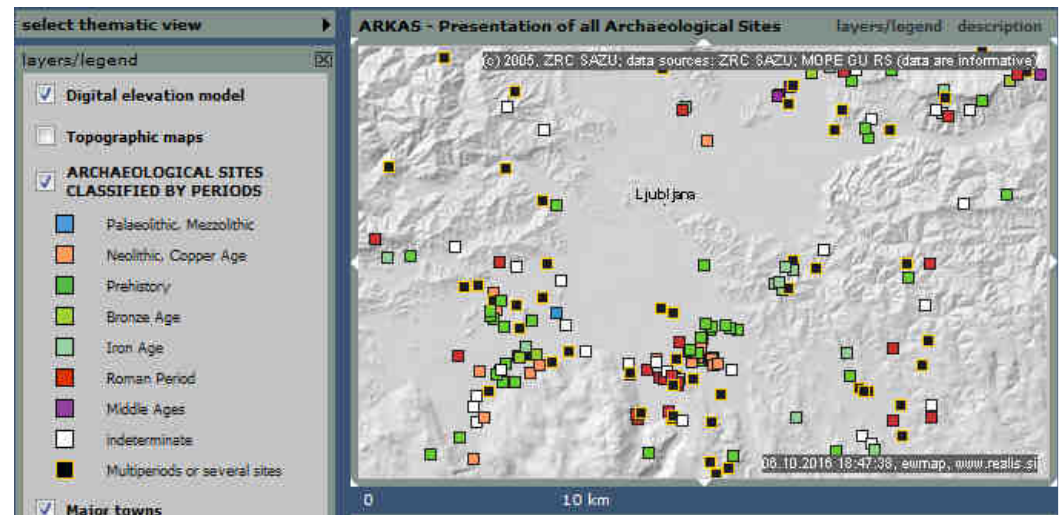 select thematic view
layers/legend
Digital elevation model
Topographic maps
ARCHAEOLOGICAL SITES
CLASSIFIED BY PERIODS
Palaeolithic, Mezzolithic
Neolithic, Copper Age
Prehistory
Bronze Age
Iron Age
Roman Period
Middle Ages
indeterminate
Multiperiods or several sites
Major towns
ARKAS - Presentation of all Archaeological Sites
layers/legend description
(c) 2005, ZRC SAZU; data sources: ZRC SAZU; MOPE GU RS (data are informative)
Ljubljana
06.10.2016 18:47:38, ewmap, www.realis.si
0 10 km